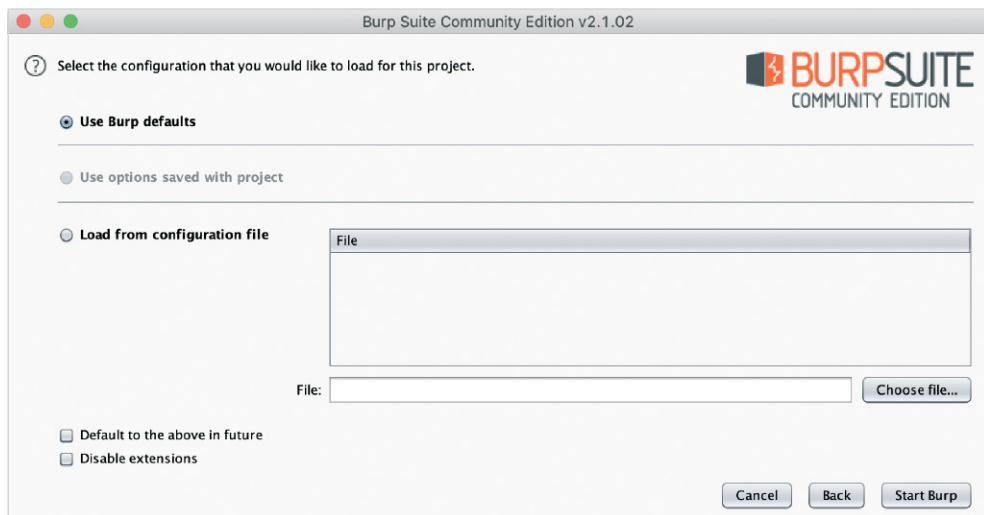 Burp Suite Community Edition v2.1.02
? Select the configuration that you would like to load for this project.
BURPSUITE
COMMUNITY EDITION
Use Burp defaults
Use options saved with project
Load from configuration file
File
File:
Choose file...
Default to the above in future
Disable extensions
Cancel Back Start Burp